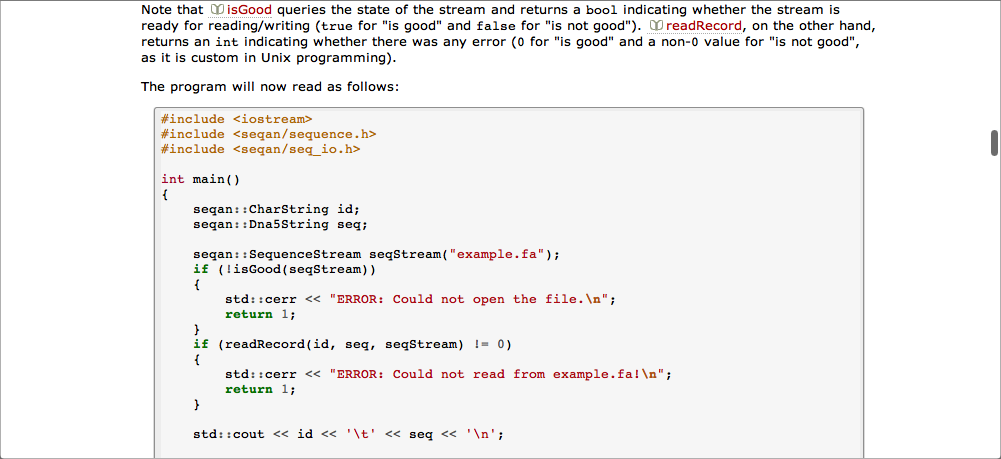 Note that isGood queries the state of the stream and returns a bool indicating whether the stream is
ready for reading/writing (true for "is good" and false for "is not good"). readRecord, on the other hand,
returns an int indicating whether there was any error (0 for "is good" and a non-0 value for "is not good",
as it is custom in Unix programming).
The program will now read as follows:
#include <iostream>
#include <seqan/sequence.h>
#include <seqan/seq_io.h>
int main()
{
    seqan::CharString id;
    seqan::Dna5String seq;
    seqan::SequenceStream seqStream("example.fa");
    if (!isGood(seqStream))
    {
        std::cerr << "ERROR: Could not open the file.\n";
        return 1;
    }
    if (readRecord(id, seq, seqStream) != 0)
    {
        std::cerr << "ERROR: Could not read from example.fa!\n";
        return 1;
    }
    std::cout << id << '\t' << seq << '\n';